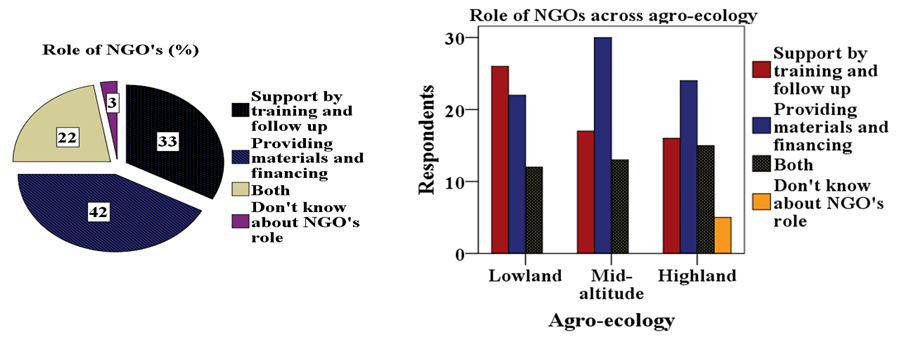 Role of NGO's (%)
3
22
33
42
Support by
training and
follow up
Providing
materials and
financing
Both
Don't know
about NGO's
role
Role of NGOs across agro-ecology
30
20
10
0
Respondents
Lowland
Mid-
altitude
Highland
Agro-ecology
Support by
training and
follow up
Providing
materials and
financing
Both
Don't know
about NGO's
role